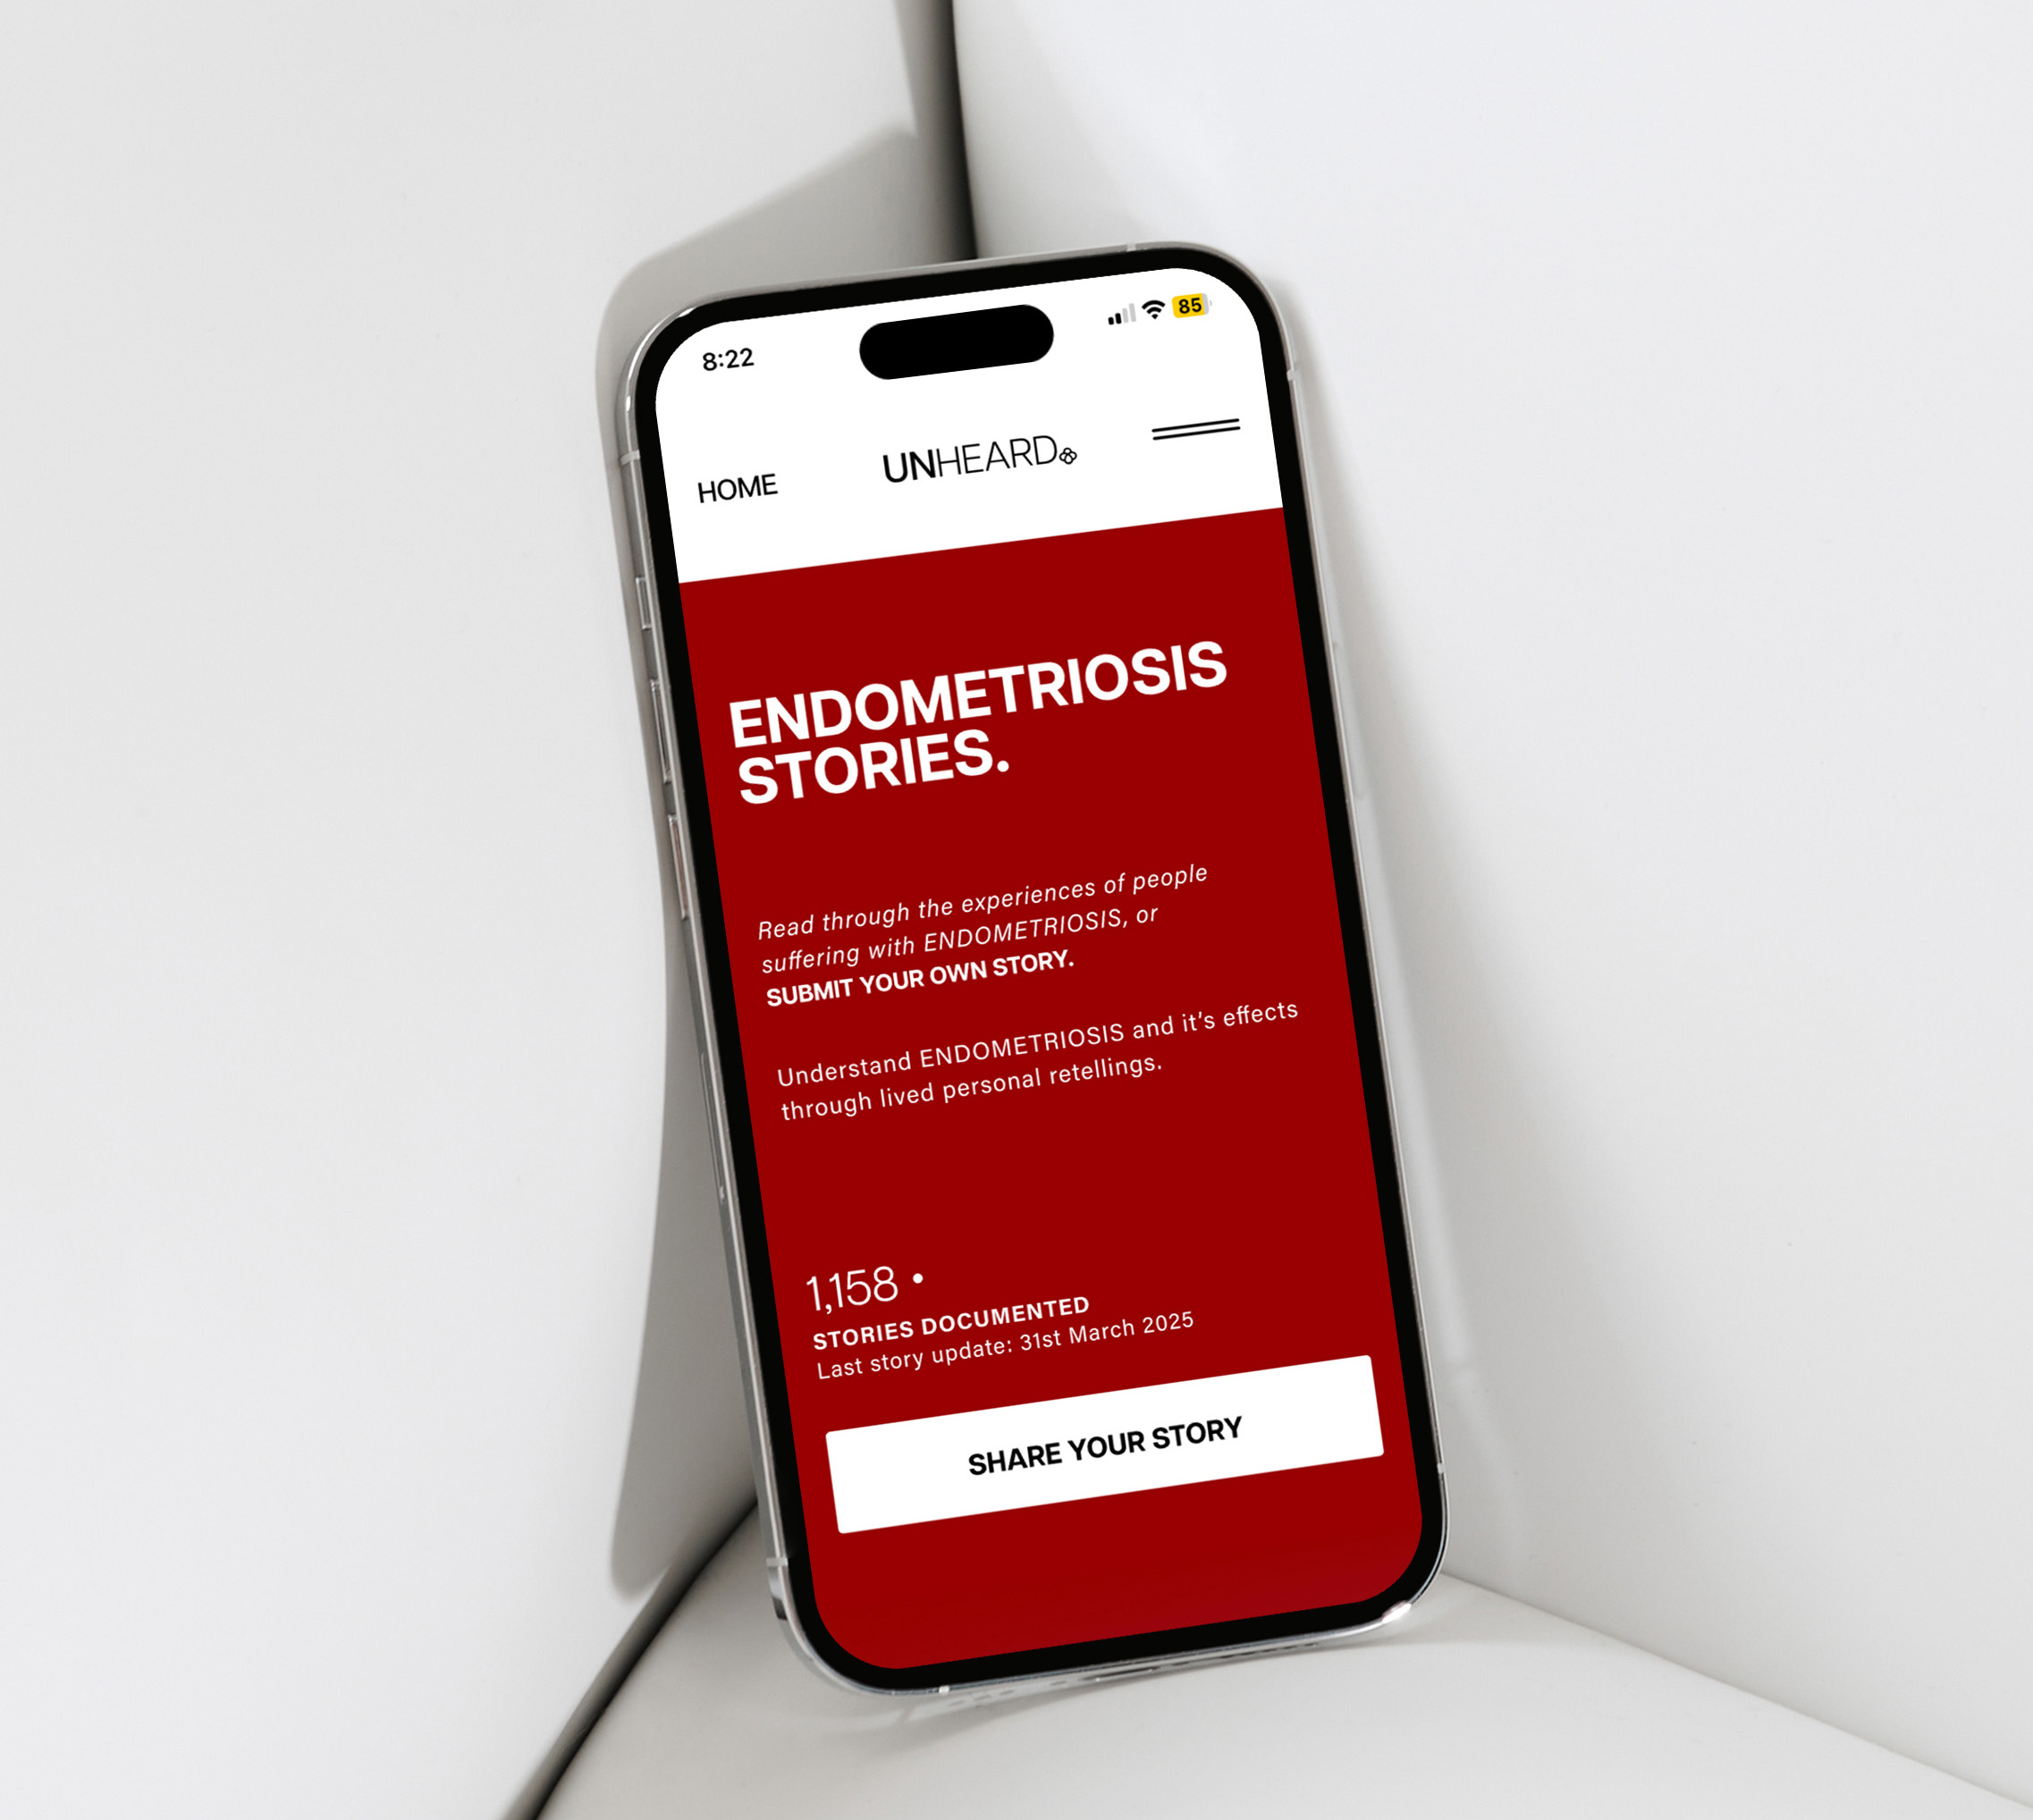 8:22
85
HOME
UNHEARD
ENDOMETRIOSIS
STORIES.
Read through the experiences of people
suffering with ENDOMETRIOSIS, or
SUBMIT YOUR OWN STORY.
Understand ENDOMETRIOSIS and it’s effects
through lived personal retellings.
1,158 •
STORIES DOCUMENTED
Last story update: 31st March 2025
SHARE YOUR STORY